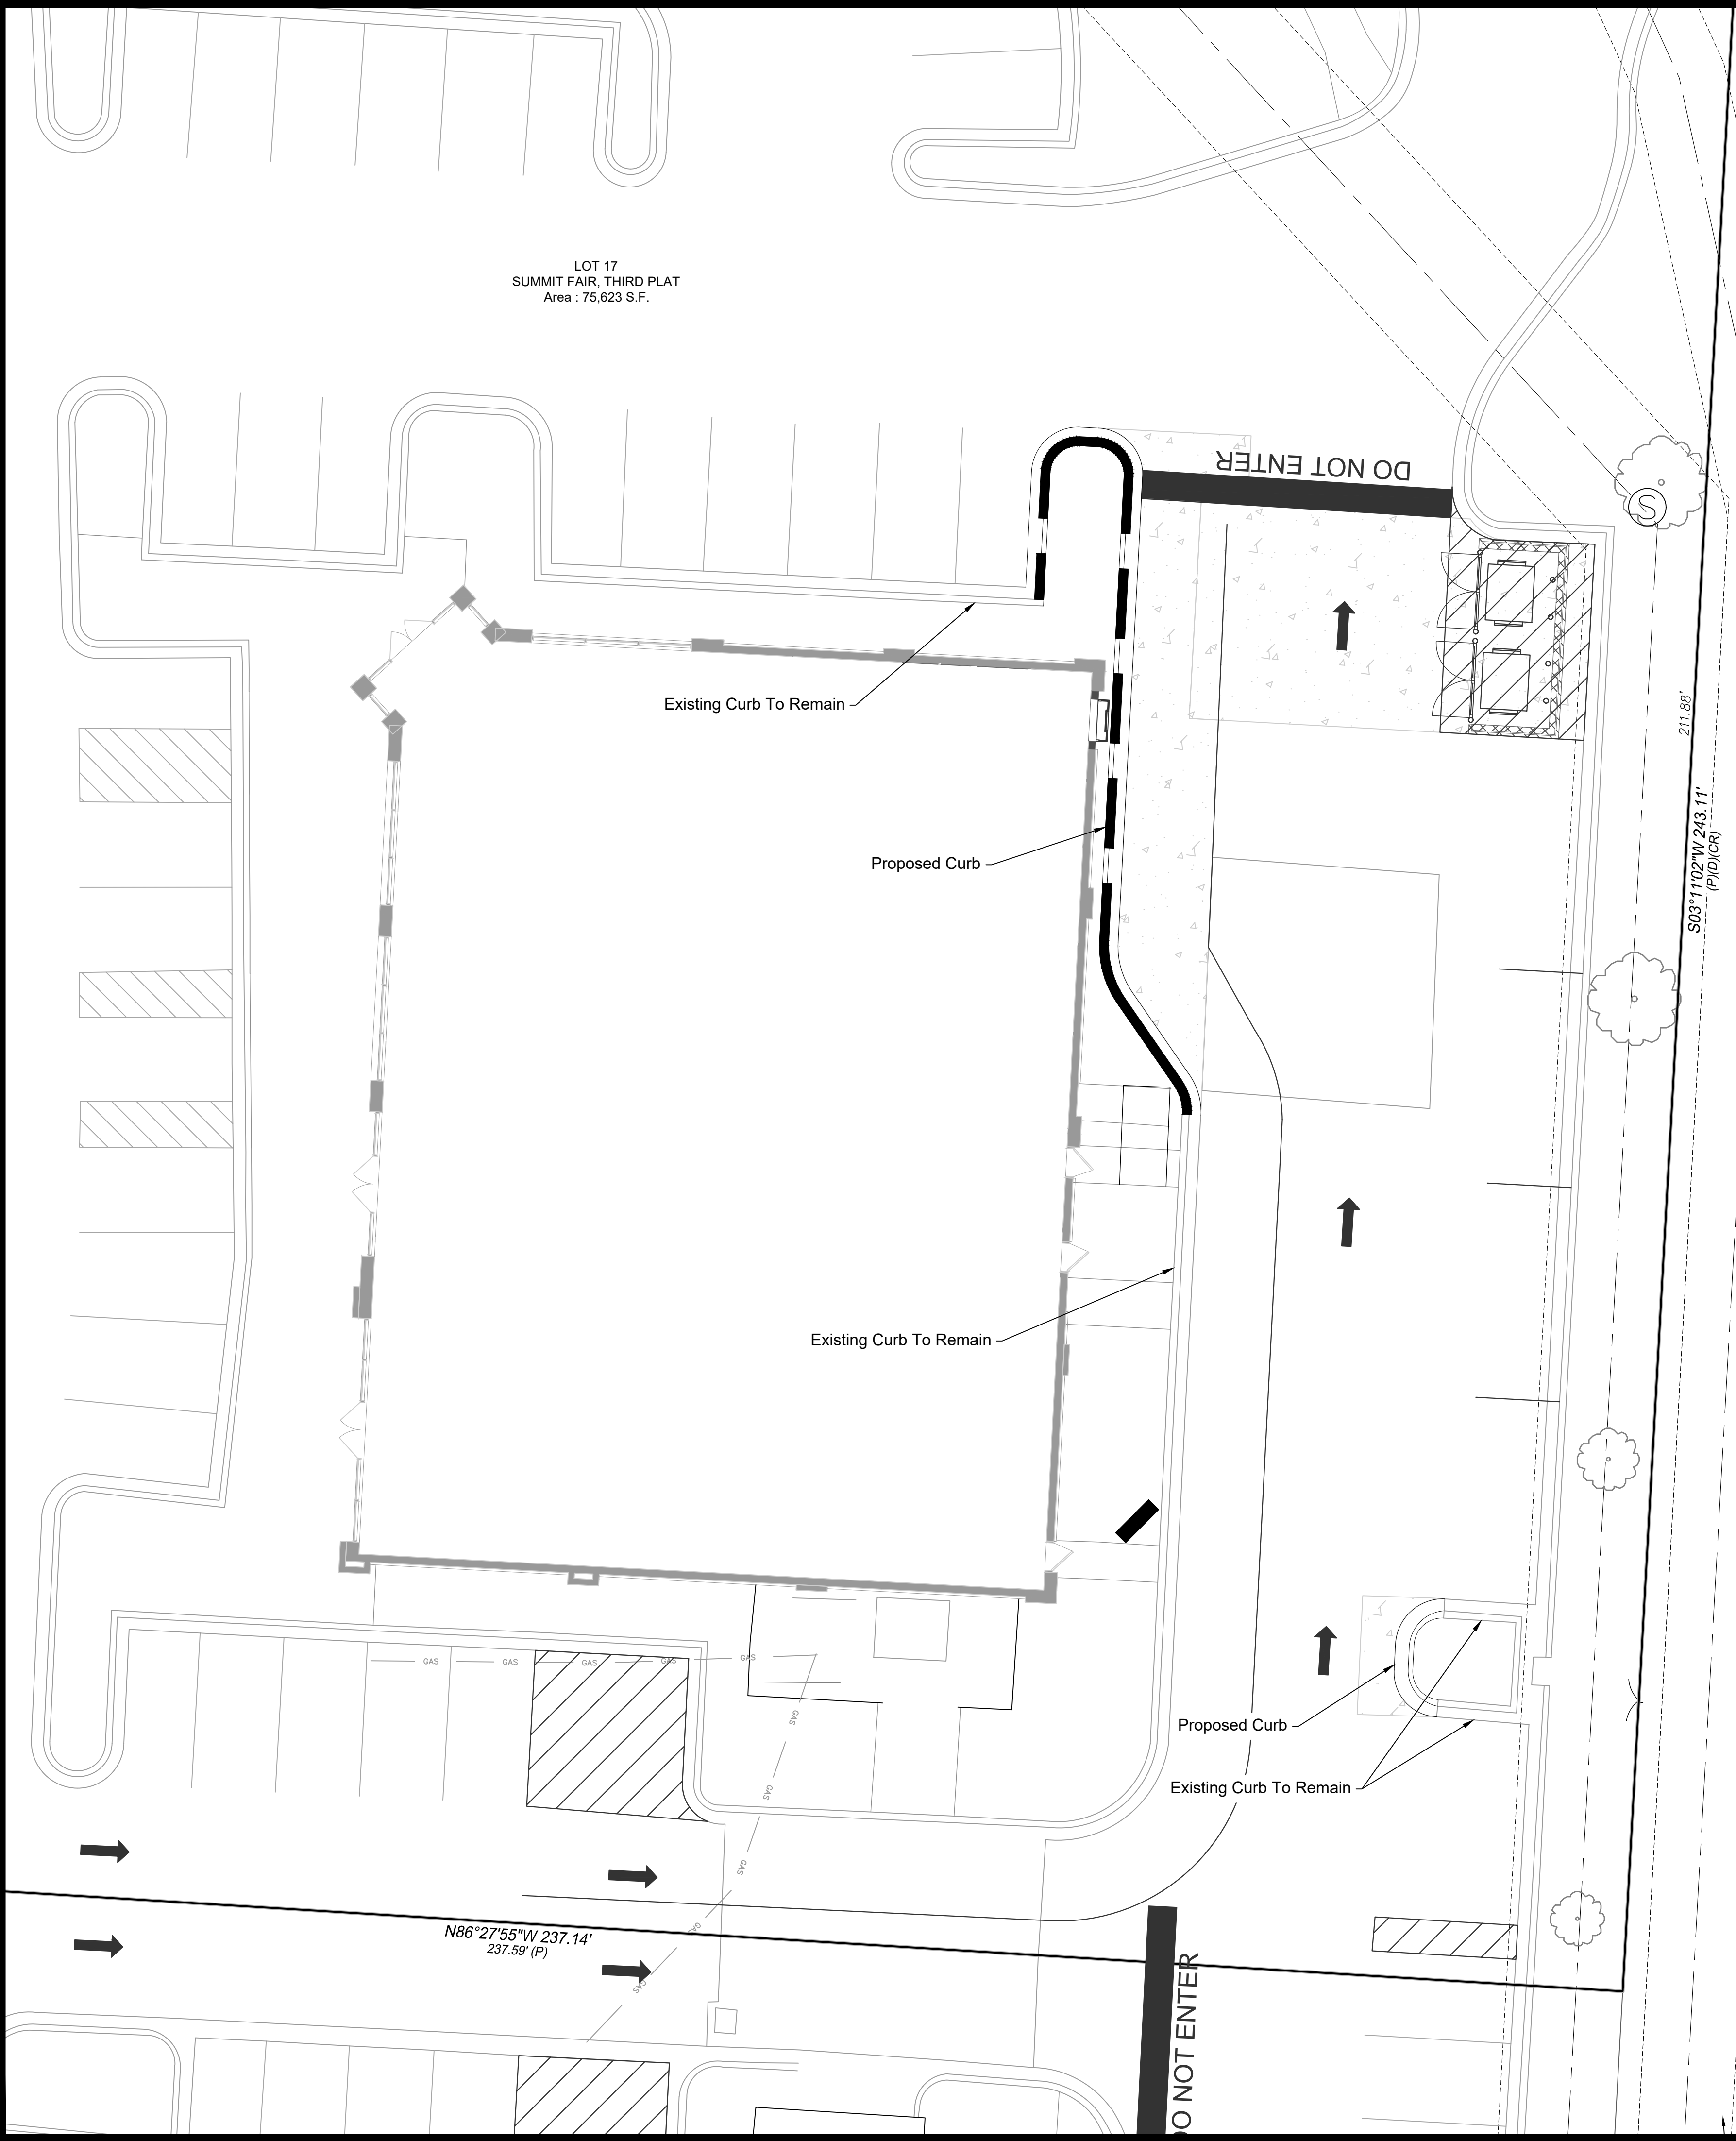 LOT 17
SUMMIT FAIR, THIRD PLAT
Area : 75,623 S.F.
DO NOT ENTER
S
Existing Curb To Remain
211.88'
S03°11'02"W 243.11'
(P)(D)(CR)
Proposed Curb
Existing Curb To Remain
GAS
GAS
GAS
GAS
GAS
GAS
Proposed Curb
Existing Curb To Remain
GAS
GAS
N86°27'55"W 237.14'
237.59' (P)
GAS
GAS
DO NOT ENTER